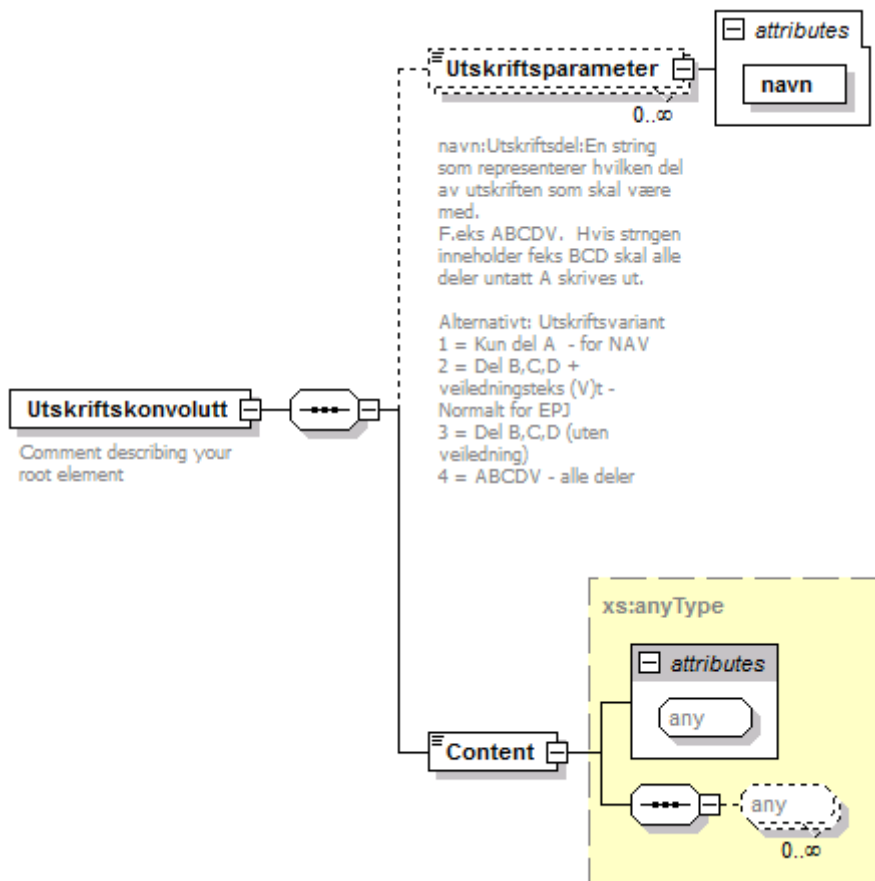 attributes
Utskriftsparameter
navn
0..∞
navn:Utskriftsdel:En string
som representerer hvilken del
av utskriften som skal være
med.
F.eks ABCDV.  Hvis strngen
inneholder feks BCD skal alle
deler untatt A skrives ut.
Alternativt: Utskriftsvariant
1 = Kun del A  - for NAV
2 = Del B,C,D +
veiledningsteks (V)t -
Normalt for EPJ
3 = Del B,C,D (uten
veiledning)
4 = ABCDV - alle deler
Utskriftskonvolutt
Comment describing your
root element
xs:anyType
attributes
any
Content
any
0..∞